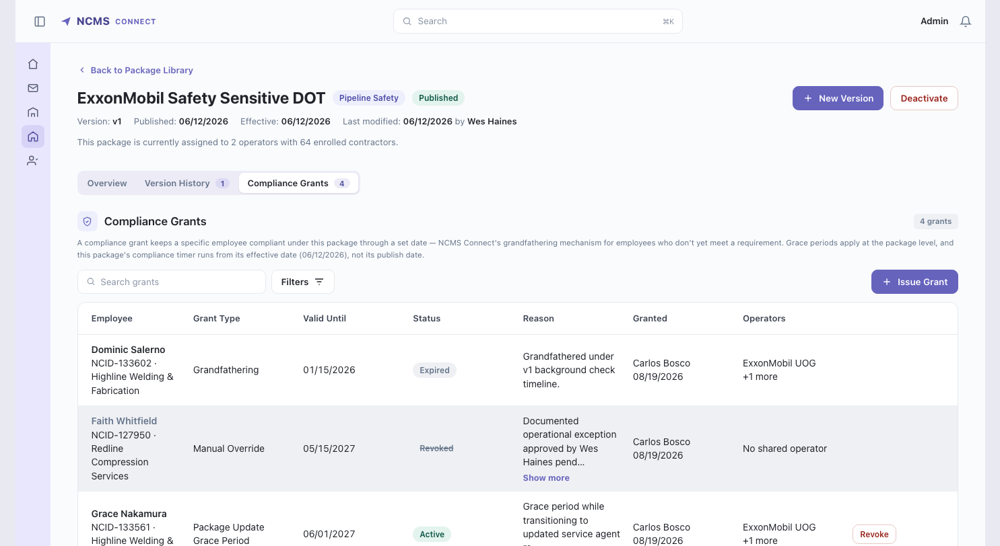 NCMS CONNECT
Search ⌘K
Admin
Back to Package Library
ExxonMobil Safety Sensitive DOT Pipeline Safety Published
+ New Version Deactivate
Version: v1 Published: 06/12/2026 Effective: 06/12/2026 Last modified: 06/12/2026 by Wes Haines
This package is currently assigned to 2 operators with 64 enrolled contractors.
Overview Version History 1 Compliance Grants 4
Compliance Grants 4 grants
A compliance grant keeps a specific employee compliant under this package through a set date — NCMS Connect's grandfathering mechanism for employees who don't yet meet a requirement. Grace periods apply at the package level, and
this package's compliance timer runs from its effective date (06/12/2026), not its publish date.
Search grants Filters + Issue Grant
Employee Grant Type Valid Until Status Reason Granted Operators
Dominic Salerno
NCID-133602 ·
Highline Welding &
Fabrication
Grandfathering
01/15/2026
Expired
Grandfathered under
v1 background check
timeline.
Carlos Bosco
08/19/2026
ExxonMobil UOG
+1 more
Faith Whitfield
NCID-127950 ·
Redline
Compression
Services
Manual Override
05/15/2027
Revoked
Documented
operational exception
approved by Wes
Haines pend...
Show more
Carlos Bosco
08/19/2026
No shared operator
Grace Nakamura
NCID-133561 ·
Highline Welding &
Package Update
Grace Period
06/01/2027
Active
Grace period while
transitioning to
updated service agent
Carlos Bosco
08/19/2026
ExxonMobil UOG
+1 more
Revoke